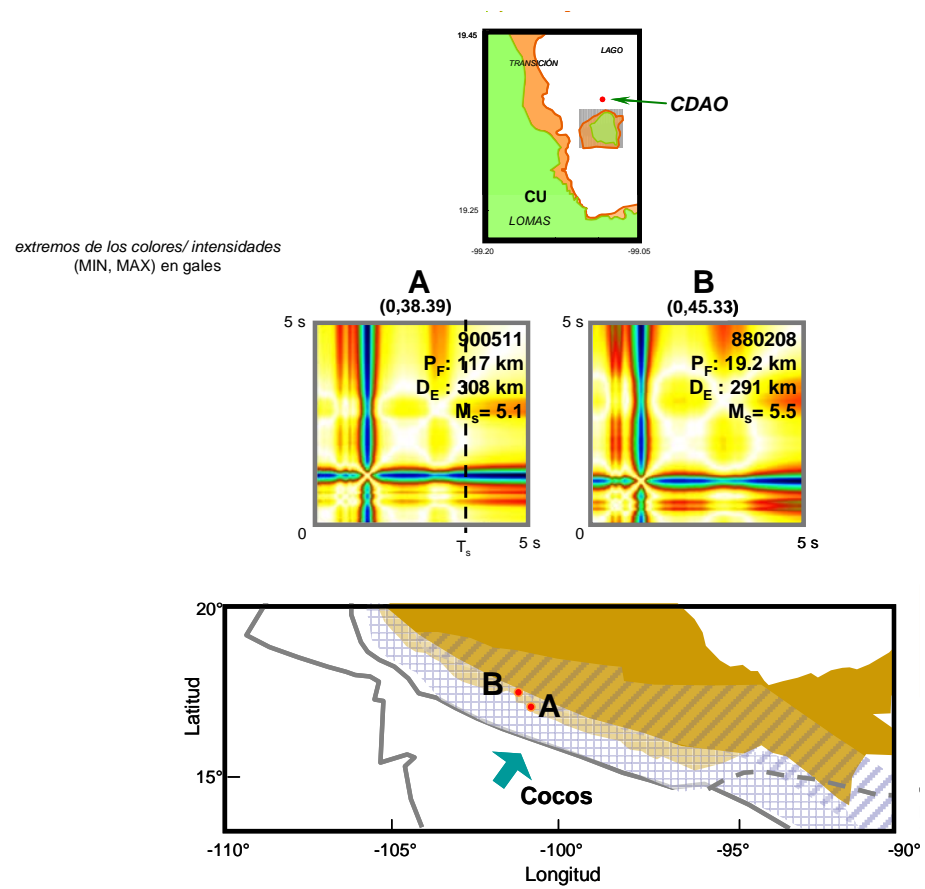 19.45
LAGO
TRANSICIÓN
CDAO
CU
19.25
LOMAS
-99.20
-99.05
extremos de los colores/ intensidades
(MIN, MAX) en gales
A
(0,38.39)
5 s
900511
PF: 117 km
DE : 308 km
Ms= 5.1
0
Ts
5 s
B
(0,45.33)
5 s
880208
PF: 19.2 km
DE : 291 km
Ms= 5.5
0
5 s
20°
B
A
Latitud
15°
Cocos
-110°
-105°
-100°
-95°
-90°
Longitud